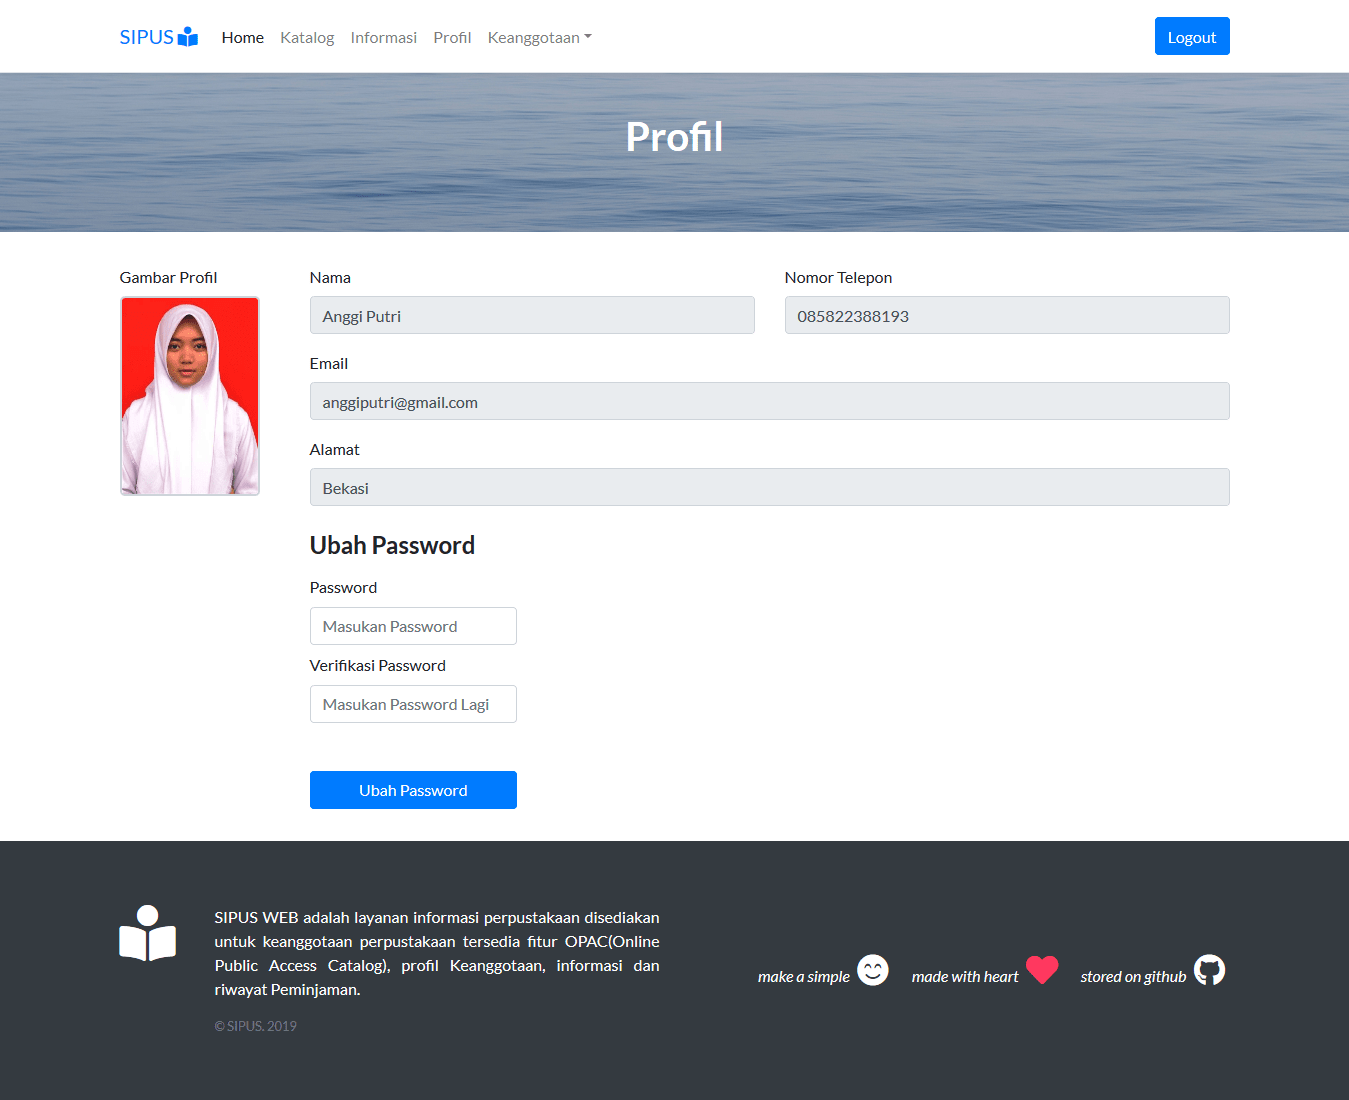 SIPUS Home Katalog Informasi Profil Keanggotaan Logout
Profil
Gambar Profil
Nama
Anggi Putri
Nomor Telepon
085822388193
Email
anggiputri@gmail.com
Alamat
Bekasi
Ubah Password
Password
Masukan Password
Verifikasi Password
Masukan Password Lagi
Ubah Password
SIPUS WEB adalah layanan informasi perpustakaan disediakan
untuk keanggotaan perpustakaan tersedia fitur OPAC(Online
Public Access Catalog), profil Keanggotaan, informasi dan
riwayat Peminjaman.
© SIPUS. 2019
make a simple made with heart stored on github